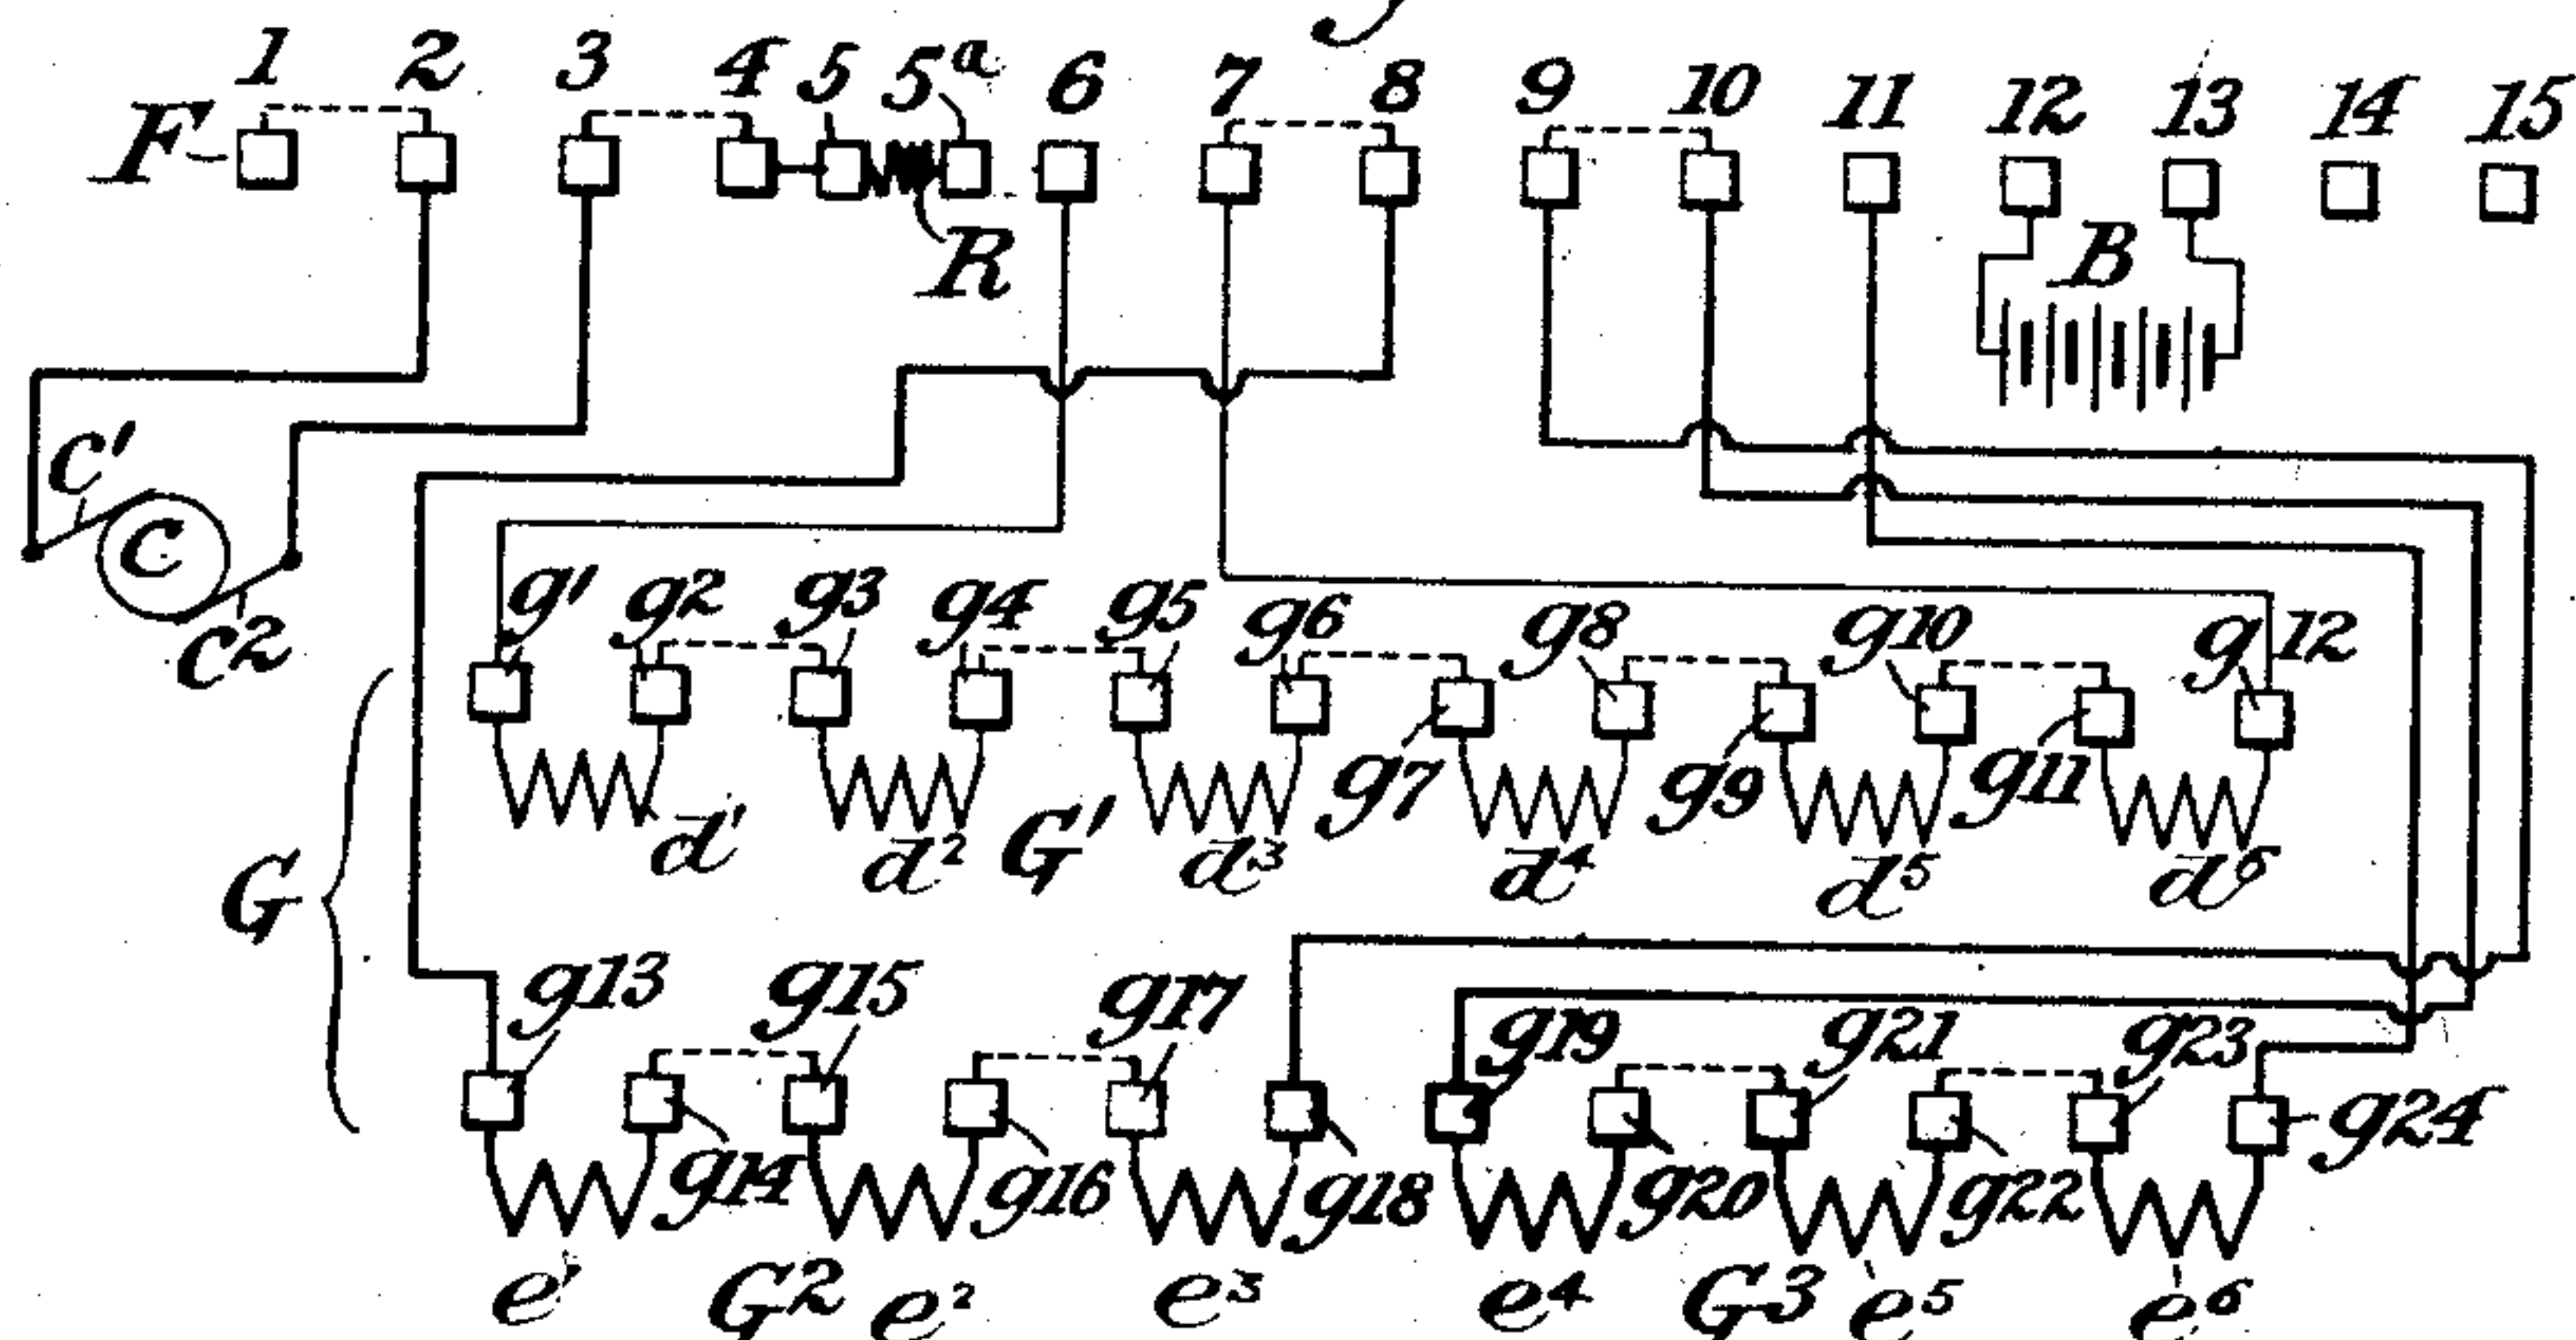 1 2 3 4 5 5a 6 7 8 9 10 11 12 13 14 15
F
R B
c'
C
c2
g' g2 g3 g4 g5 g6 g8 g10 g12
g7 g9 g11
d' d2 G' d3 d4 d5 d6
G
g13 g15 g17 g19 g21 g23
g14 g16 g18 g20 g22 g24
e' G2 e2 e3 e4 G3 e5 e6